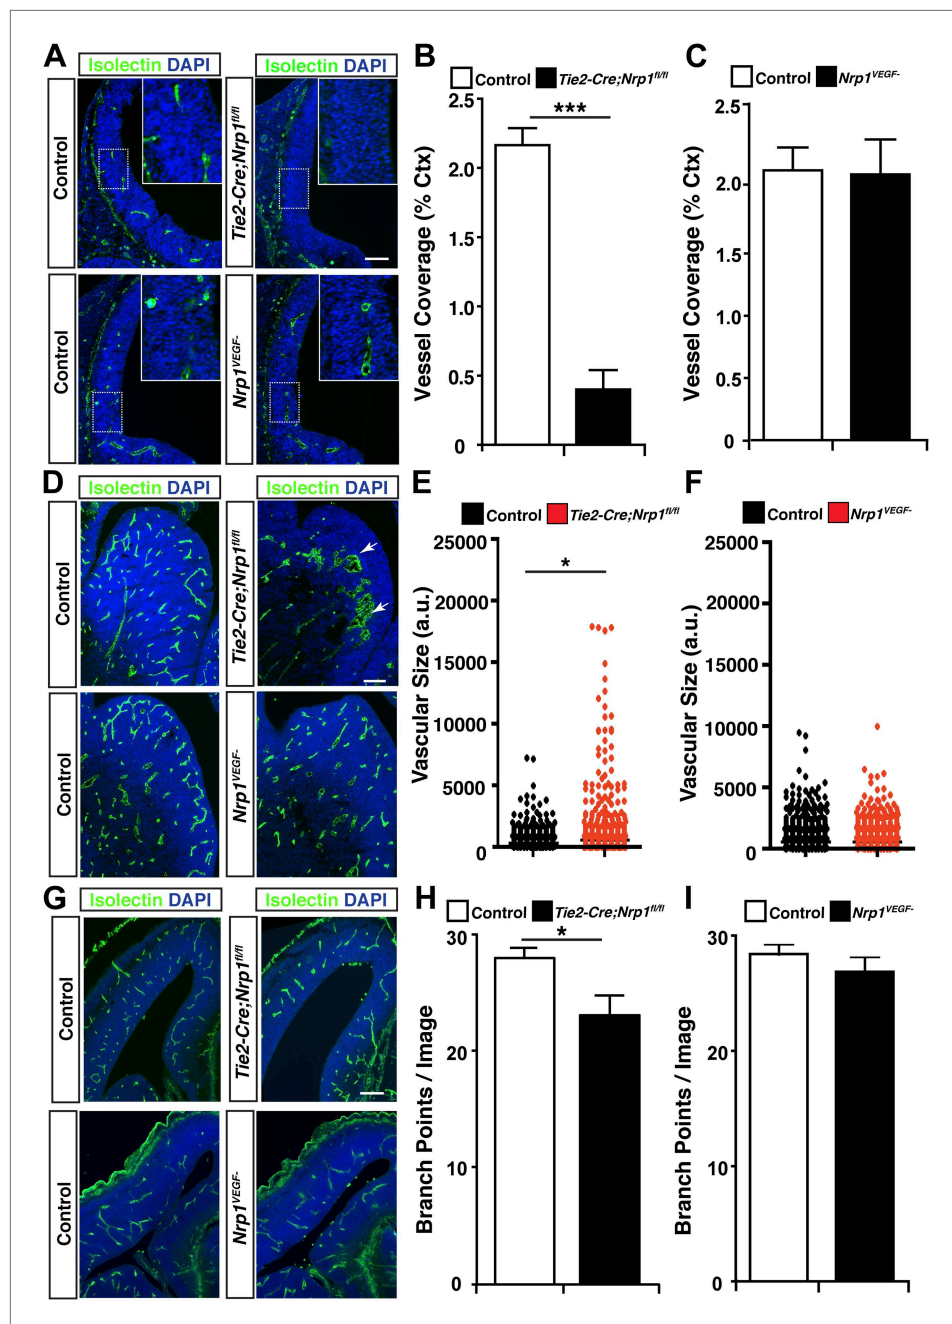 A
Isolectin DAPI
Isolectin DAPI
Control
Tie2-Cre;Nrp1fl/fl
Control
Nrp1VEGF-
B
Control Tie2-Cre;Nrp1fl/fl
Vessel Coverage (% Ctx)
2.5
2.0
1.5
1.0
0.5
0
***
C
Control Nrp1VEGF-
Vessel Coverage (% Ctx)
2.5
2.0
1.5
1.0
0.5
0
D
Isolectin DAPI
Isolectin DAPI
Control
Tie2-Cre;Nrp1fl/fl
Control
Nrp1VEGF-
E
Control Tie2-Cre;Nrp1fl/fl
Vascular Size (a.u.)
25000
20000
15000
10000
5000
0
*
F
Control Nrp1VEGF-
Vascular Size (a.u.)
25000
20000
15000
10000
5000
0
G
Isolectin DAPI
Isolectin DAPI
Control
Tie2-Cre;Nrp1fl/fl
Control
Nrp1VEGF-
H
Control Tie2-Cre;Nrp1fl/fl
Branch Points / Image
30
20
10
0
*
I
Control Nrp1VEGF-
Branch Points / Image
30
20
10
0